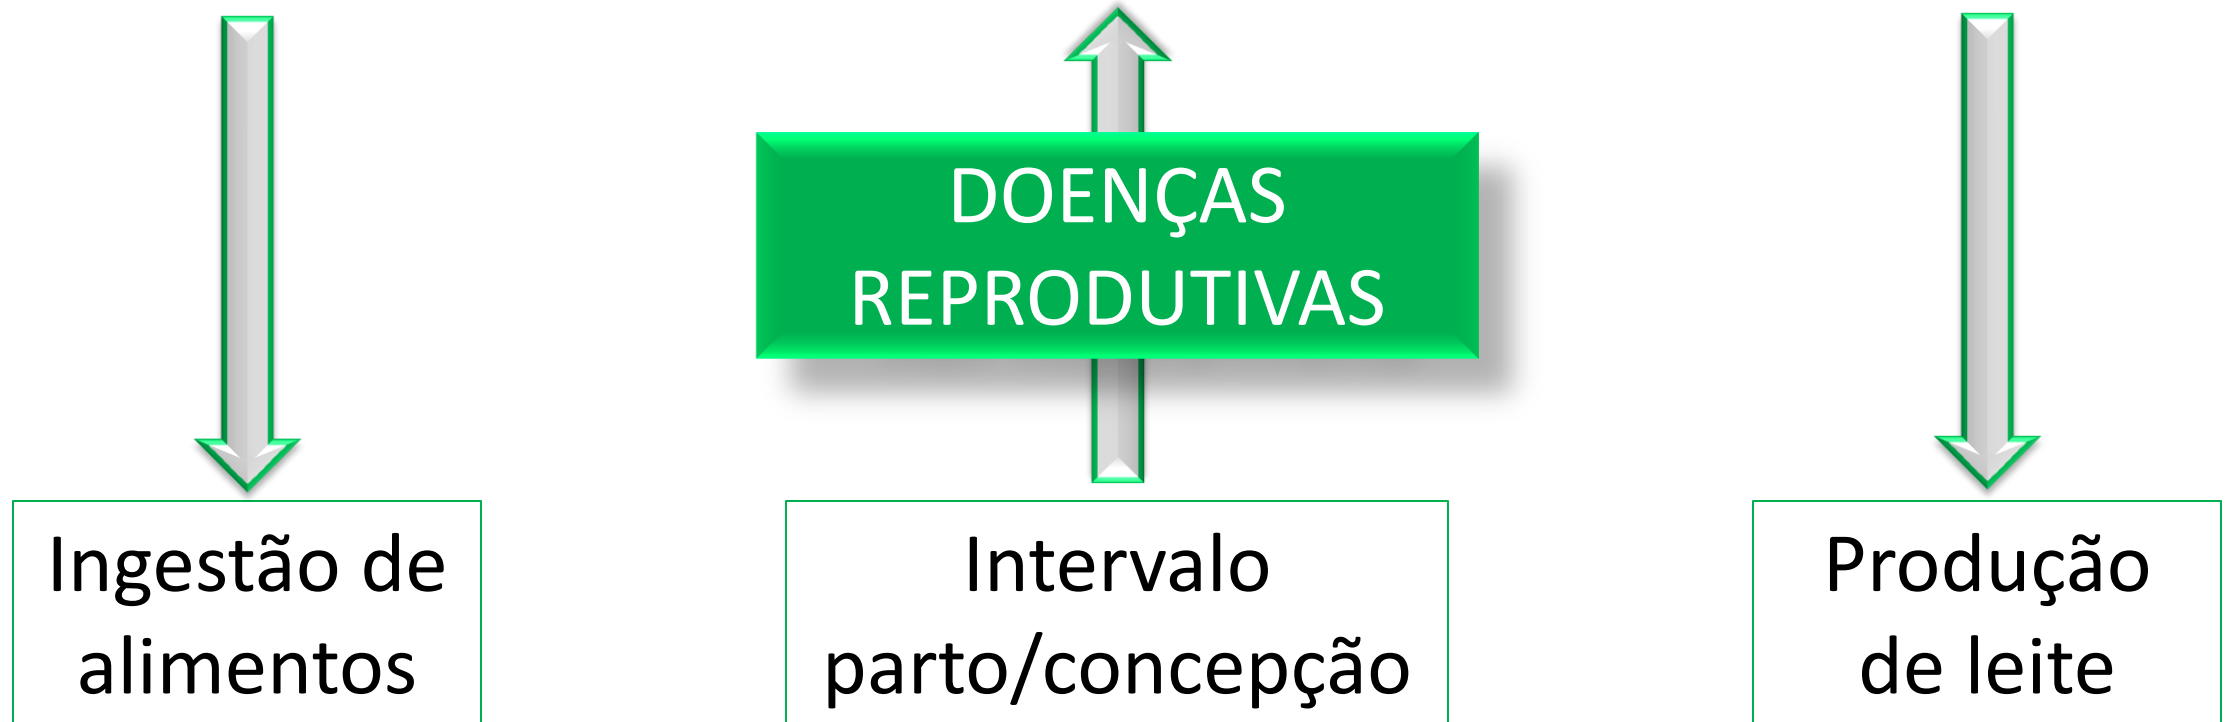 DOENÇAS
REPRODUTIVAS
Ingestão de
alimentos
Intervalo
parto/concepção
Produção
de leite